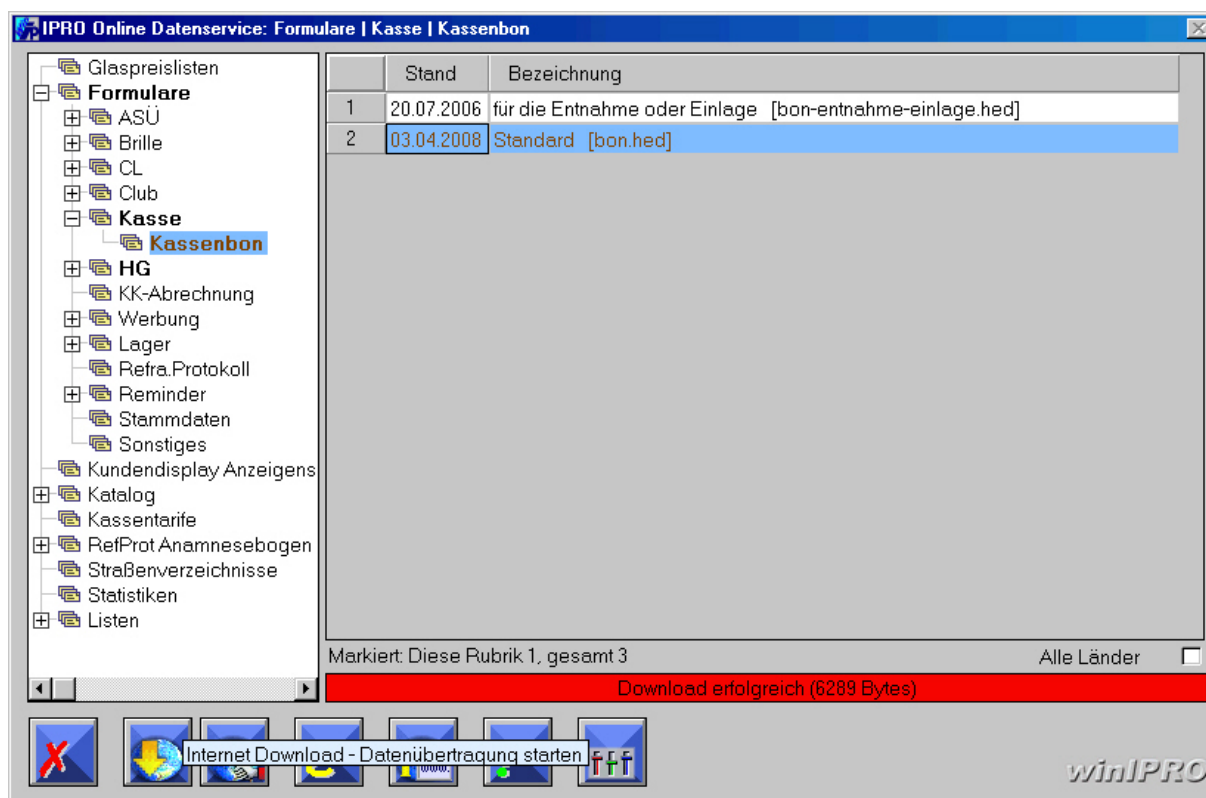 IPRO Online Datenservice: Formulare | Kasse | Kassenbon
Glaspreislisten
Formulare
ASÜ
Brille
CL
Club
Kasse
Kassenbon
HG
KK-Abrechnung
Werbung
Lager
Refra.Protokoll
Reminder
Stammdaten
Sonstiges
Kundendisplay Anzeigens
Katalog
Kassentarife
RefProt Anamnesebogen
Straßenverzeichnisse
Statistiken
Listen
Stand Bezeichnung
1 20.07.2006 für die Entnahme oder Einlage [bon-entnahme-einlage.hed]
2 03.04.2008 Standard [bon.hed]
Markiert: Diese Rubrik 1, gesamt 3 Alle Länder
Download erfolgreich (6289 Bytes)
Internet Download - Datenübertragung starten
www.
winIPRO